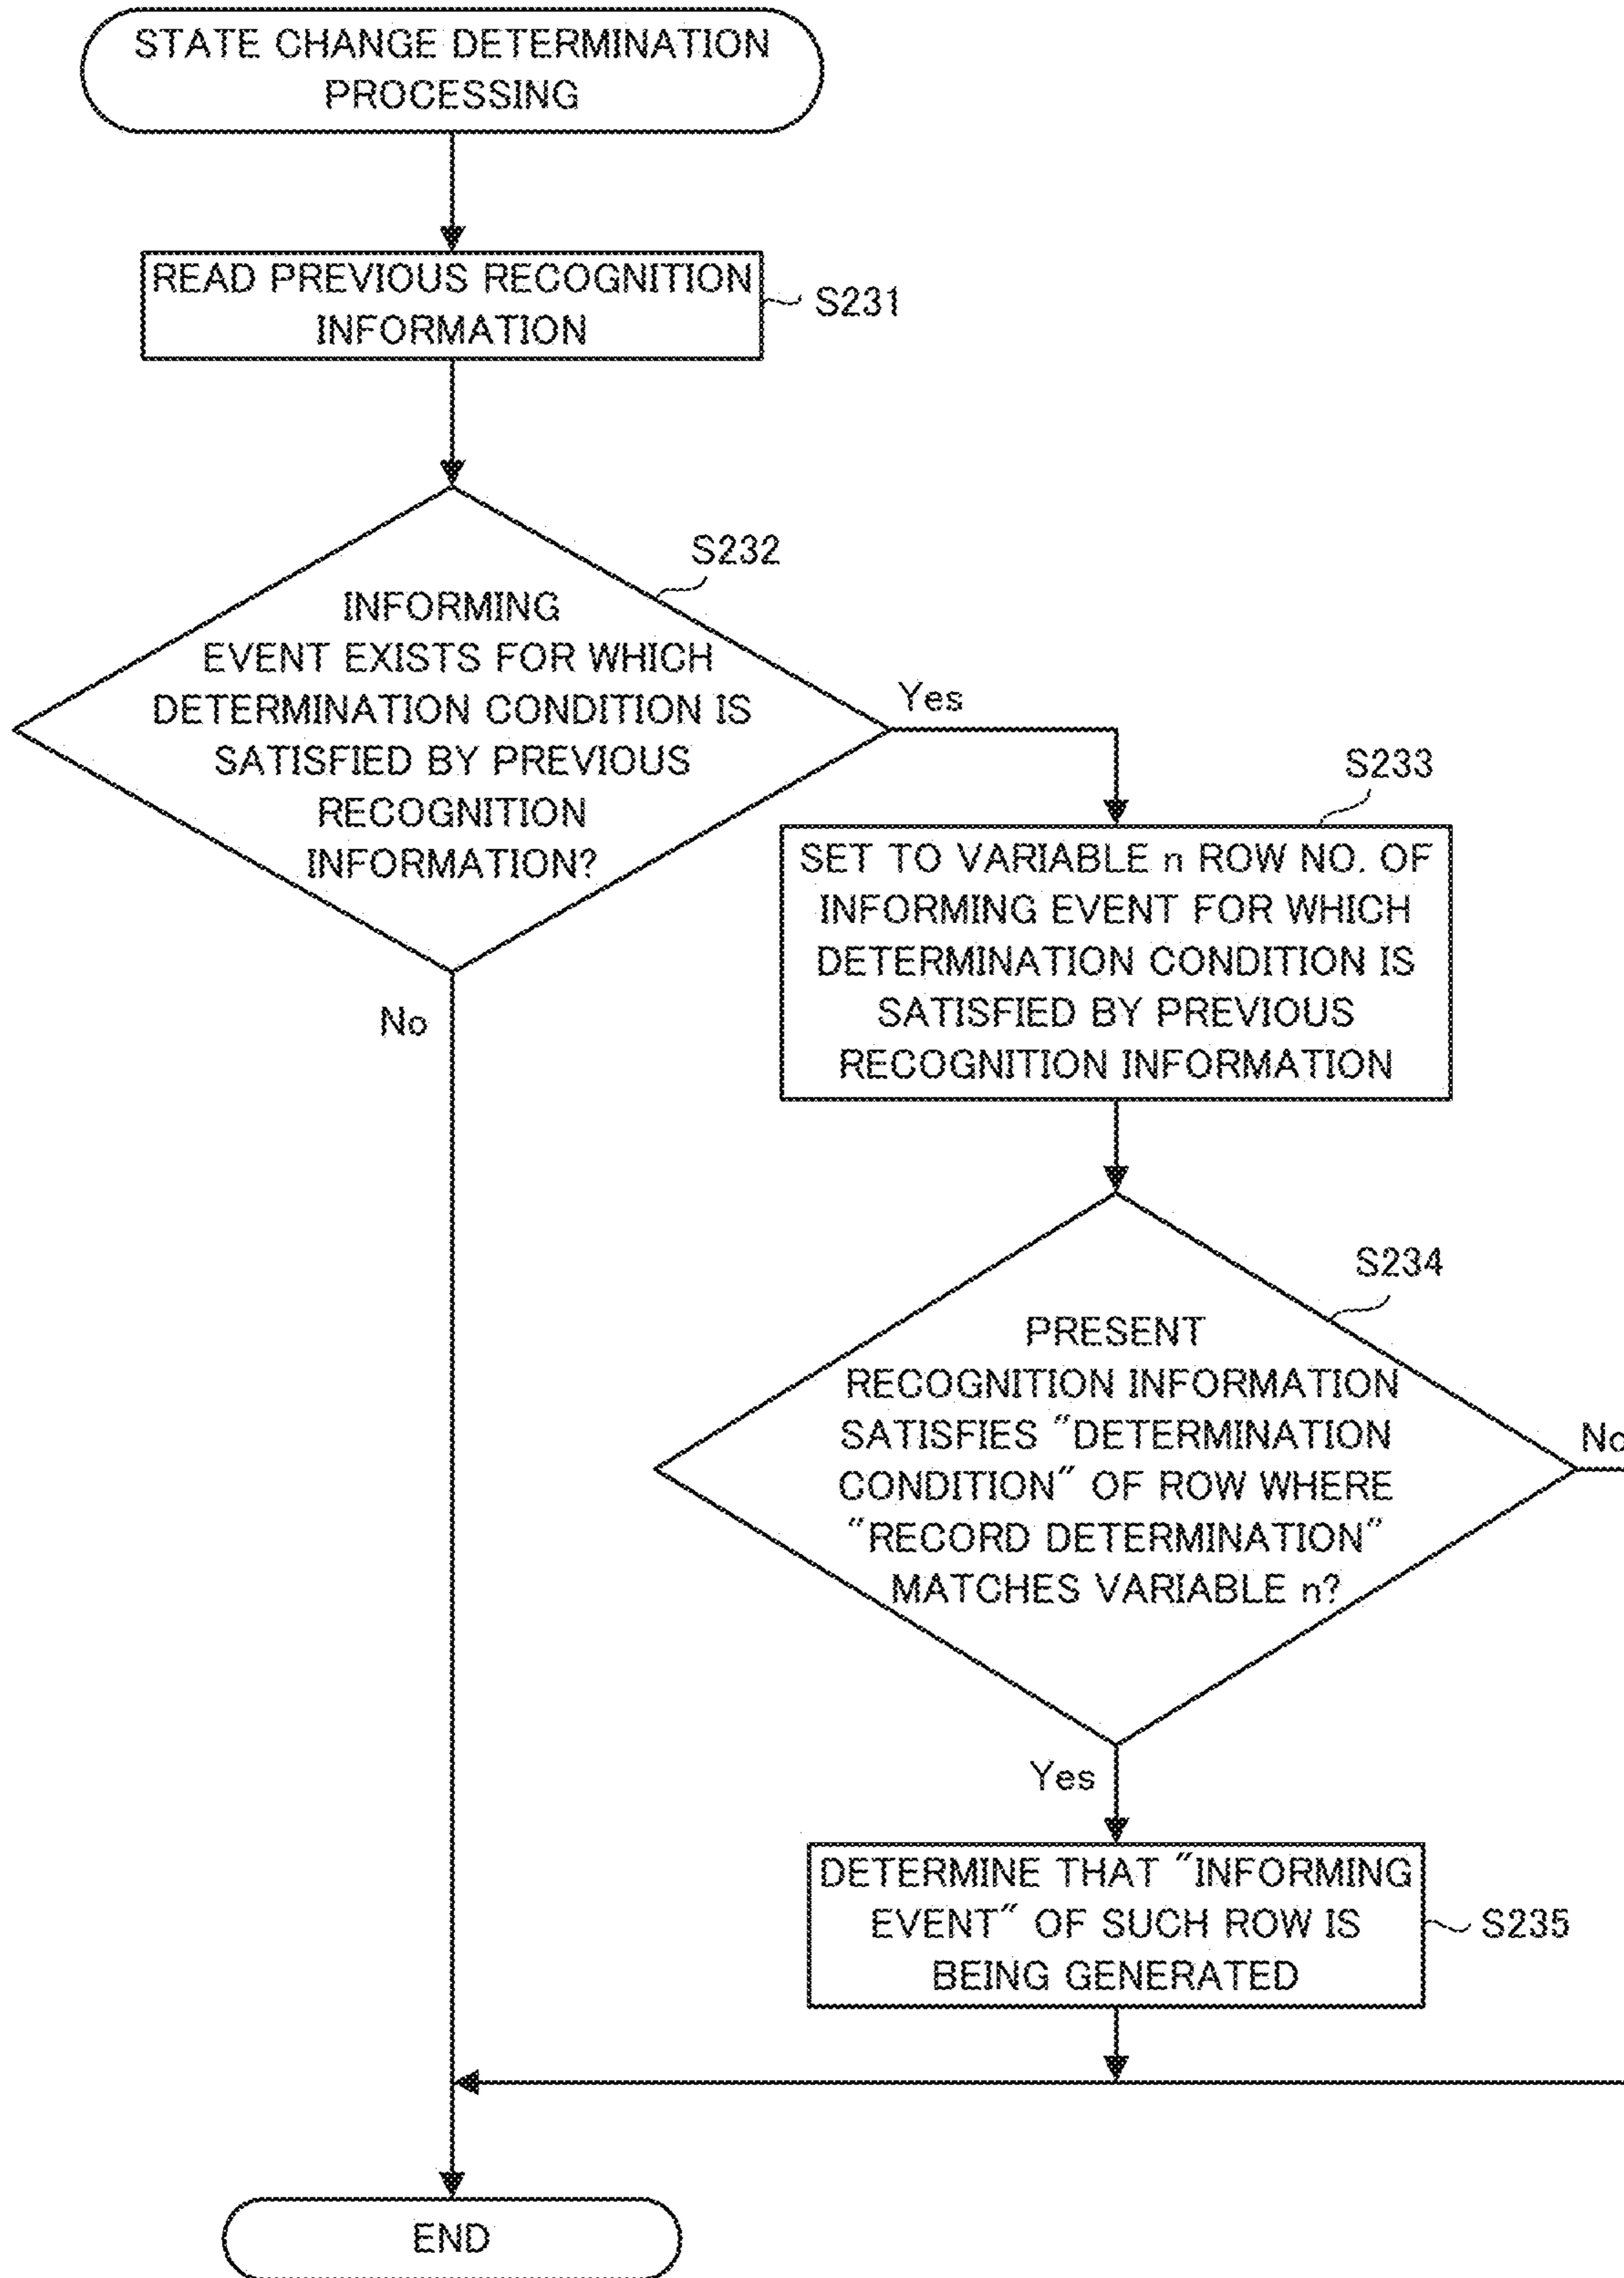 STATE CHANGE DETERMINATION
PROCESSING
READ PREVIOUS RECOGNITION
INFORMATION
S231
S232
INFORMING
EVENT EXISTS FOR WHICH
DETERMINATION CONDITION IS
SATISFIED BY PREVIOUS
RECOGNITION
INFORMATION?
Yes
No
S233
SET TO VARIABLE n ROW NO. OF
INFORMING EVENT FOR WHICH
DETERMINATION CONDITION IS
SATISFIED BY PREVIOUS
RECOGNITION INFORMATION
S234
PRESENT
RECOGNITION INFORMATION
SATISFIES "DETERMINATION
CONDITION" OF ROW WHERE
"RECORD DETERMINATION"
MATCHES VARIABLE n?
No
Yes
DETERMINE THAT "INFORMING
EVENT" OF SUCH ROW IS
BEING GENERATED
S235
END